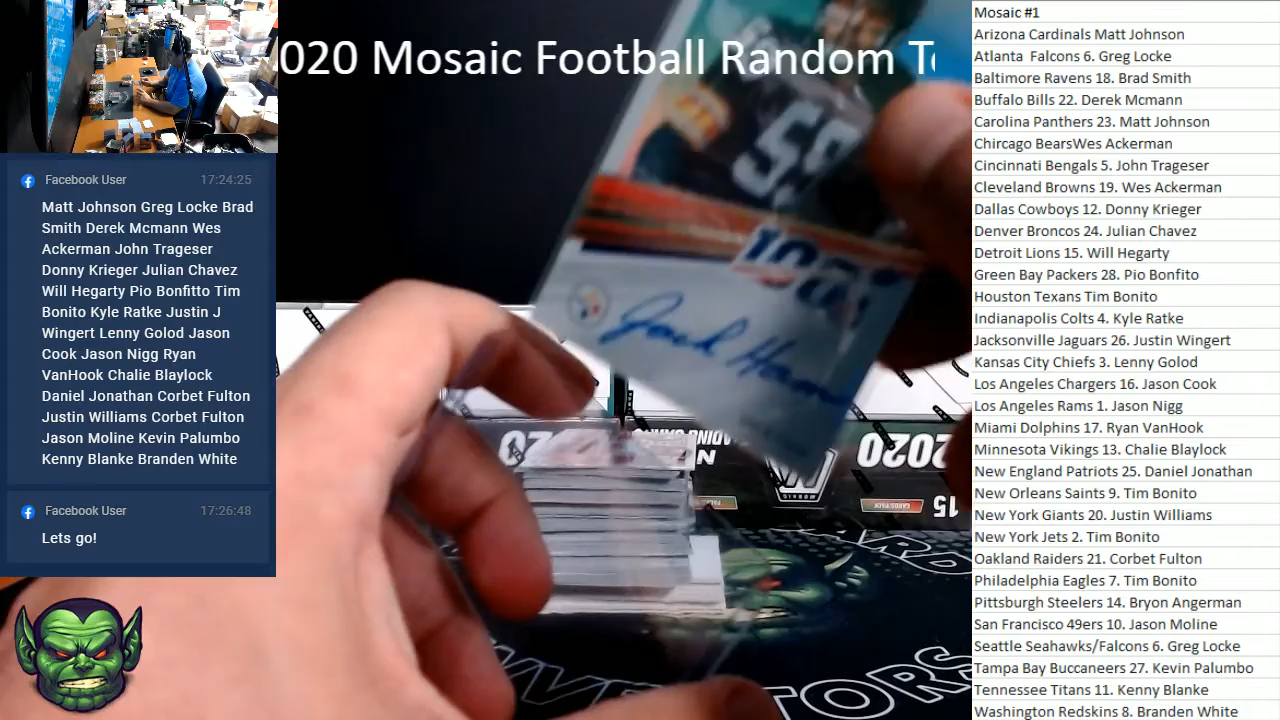 020 Mosaic Football Random
Facebook User 17:24:25
Matt Johnson Greg Locke Brad
Smith Derek Mcmann Wes
Ackerman John Trageser
Donny Krieger Julian Chavez
Will Hegarty Pio Bonfitto Tim
Bonito Kyle Ratke Justin J
Wingert Lenny Golod Jason
Cook Jason Nigg Ryan
VanHook Chalie Blaylock
Daniel Jonathan Corbet Fulton
Justin Williams Corbet Fulton
Jason Moline Kevin Palumbo
Kenny Blanke Branden White
Facebook User 17:26:48
Lets go!
58
100
Jack Ham
2020
2020
15
Mosaic #1
Arizona Cardinals Matt Johnson
Atlanta Falcons 6. Greg Locke
Baltimore Ravens 18. Brad Smith
Buffalo Bills 22. Derek Mcmann
Carolina Panthers 23. Matt Johnson
Chircago BearsWes Ackerman
Cincinnati Bengals 5. John Trageser
Cleveland Browns 19. Wes Ackerman
Dallas Cowboys 12. Donny Krieger
Denver Broncos 24. Julian Chavez
Detroit Lions 15. Will Hegarty
Green Bay Packers 28. Pio Bonfito
Houston Texans Tim Bonito
Indianapolis Colts 4. Kyle Ratke
Jacksonville Jaguars 26. Justin Wingert
Kansas City Chiefs 3. Lenny Golod
Los Angeles Chargers 16. Jason Cook
Los Angeles Rams 1. Jason Nigg
Miami Dolphins 17. Ryan VanHook
Minnesota Vikings 13. Chalie Blaylock
New England Patriots 25. Daniel Jonathan
New Orleans Saints 9. Tim Bonito
New York Giants 20. Justin Williams
New York Jets 2. Tim Bonito
Oakland Raiders 21. Corbet Fulton
Philadelphia Eagles 7. Tim Bonito
Pittsburgh Steelers 14. Bryon Angerman
San Francisco 49ers 10. Jason Moline
Seattle Seahawks/Falcons 6. Greg Locke
Tampa Bay Buccaneers 27. Kevin Palumbo
Tennessee Titans 11. Kenny Blanke
Washington Redskins 8. Branden White